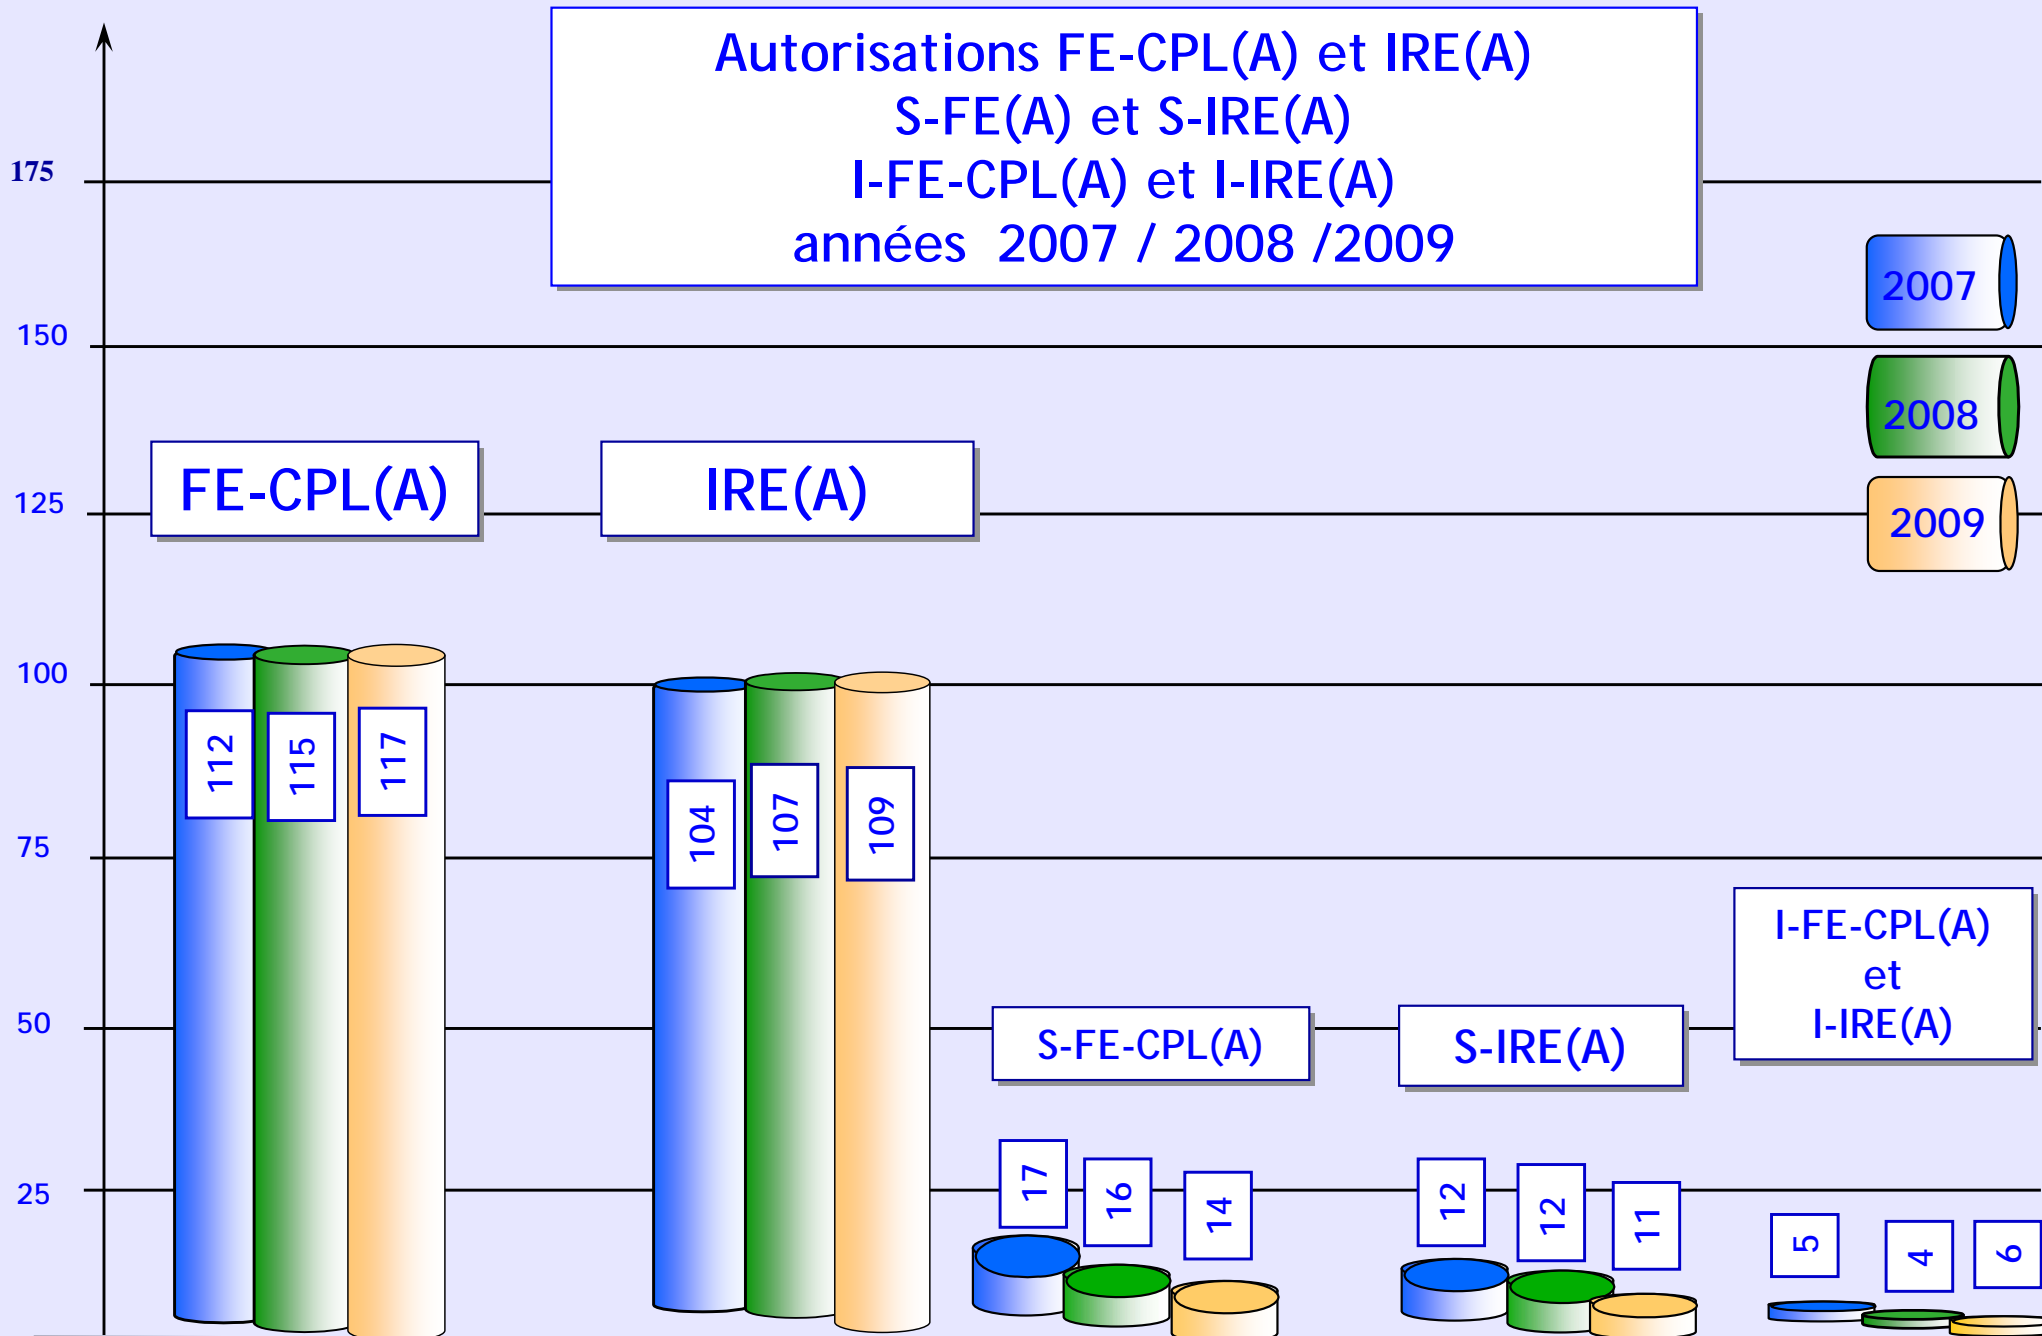 Autorisations FE-CPL(A) et IRE(A)
S-FE(A) et S-IRE(A)
I-FE-CPL(A) et I-IRE(A)
années 2007 / 2008 /2009
175
150
125
100
75
50
25
2007
2008
2009
FE-CPL(A)
IRE(A)
112
115
117
104
107
109
S-FE-CPL(A)
S-IRE(A)
I-FE-CPL(A)
et
I-IRE(A)
17
16
14
12
12
11
5
4
6